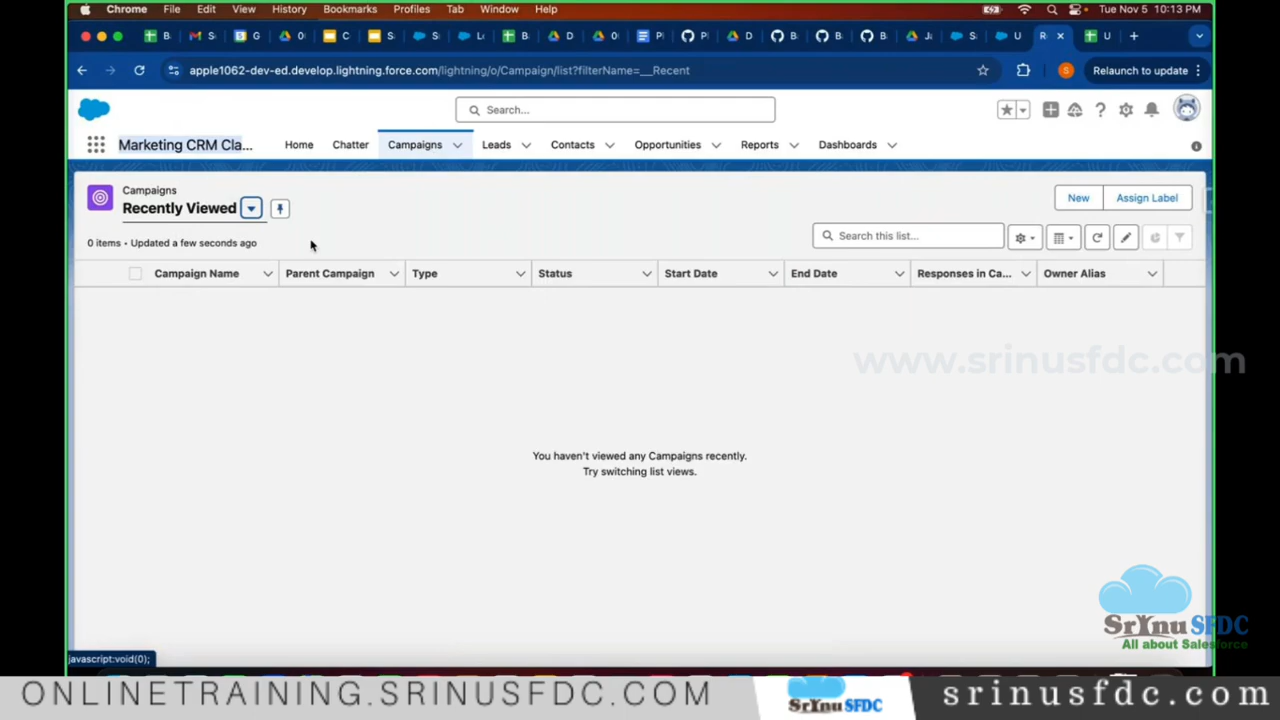 Chrome File Edit View History Bookmarks Profiles Tab Window Help Tue Nov 5 10:13 PM
apple1062-dev-ed.develop.lightning.force.com/lightning/o/Campaign/list?filterName=__Recent Relaunch to update
Search...
Marketing CRM Cla... Home Chatter Campaigns Leads Contacts Opportunities Reports Dashboards
Campaigns
Recently Viewed
New Assign Label
0 items • Updated a few seconds ago
Search this list...
Campaign Name Parent Campaign Type Status Start Date End Date Responses in Ca... Owner Alias
www.srinusfdc.com
You haven't viewed any Campaigns recently.
Try switching list views.
SrInu SFDC
All about Salesforce
javascript:void(0);
ONLINETRAINING.SRINUSFDC.COM SrInu SFDC srinusfdc.com